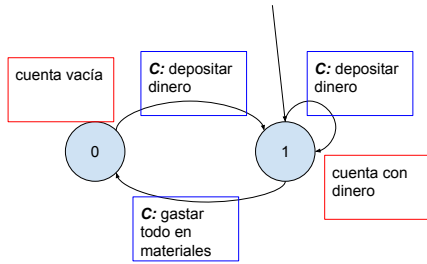 cuenta vacía
C: depositar
dinero
C: depositar
dinero
0
1
C: gastar
todo en
materiales
cuenta con
dinero